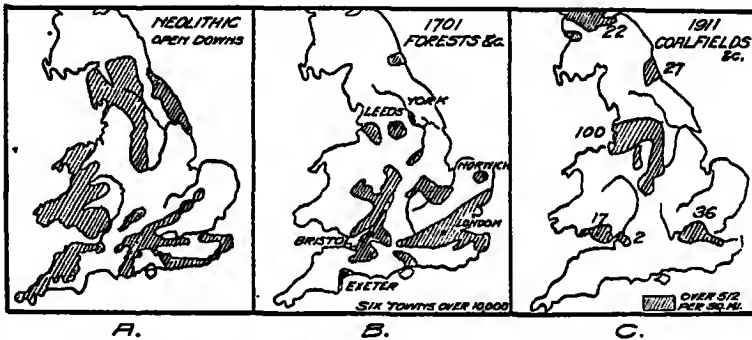 NEOLITHIC
OPEN DOWNS
1701
FORESTS &c.
YORK
LEEDS
NORWICH
LONDON
BRISTO
EXETER
SIX TOWNS OVER 10,000
1911
COALFIELDS
&c.
22
27
100
17
2
36
OVER 512
PER SQ. MI.
A.
B.
C.